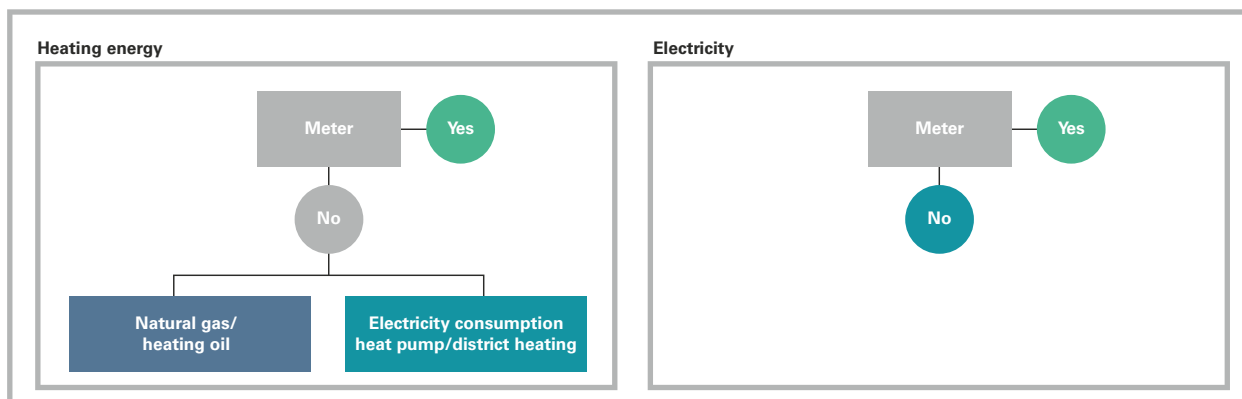 Heating energy
Meter
Yes
No
Natural gas/
heating oil
Electricity consumption
heat pump/district heating
Electricity
Meter
Yes
No